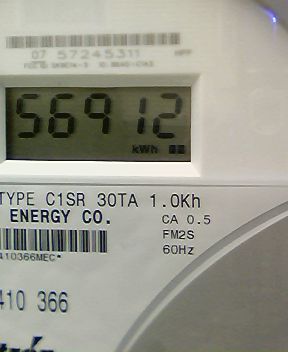 07 57245311
56912
kWh
TYPE C1SR 30TA 1.0Kh
ENERGY CO.
CA 0.5
FM2S
60Hz
410366MEC*
410 366